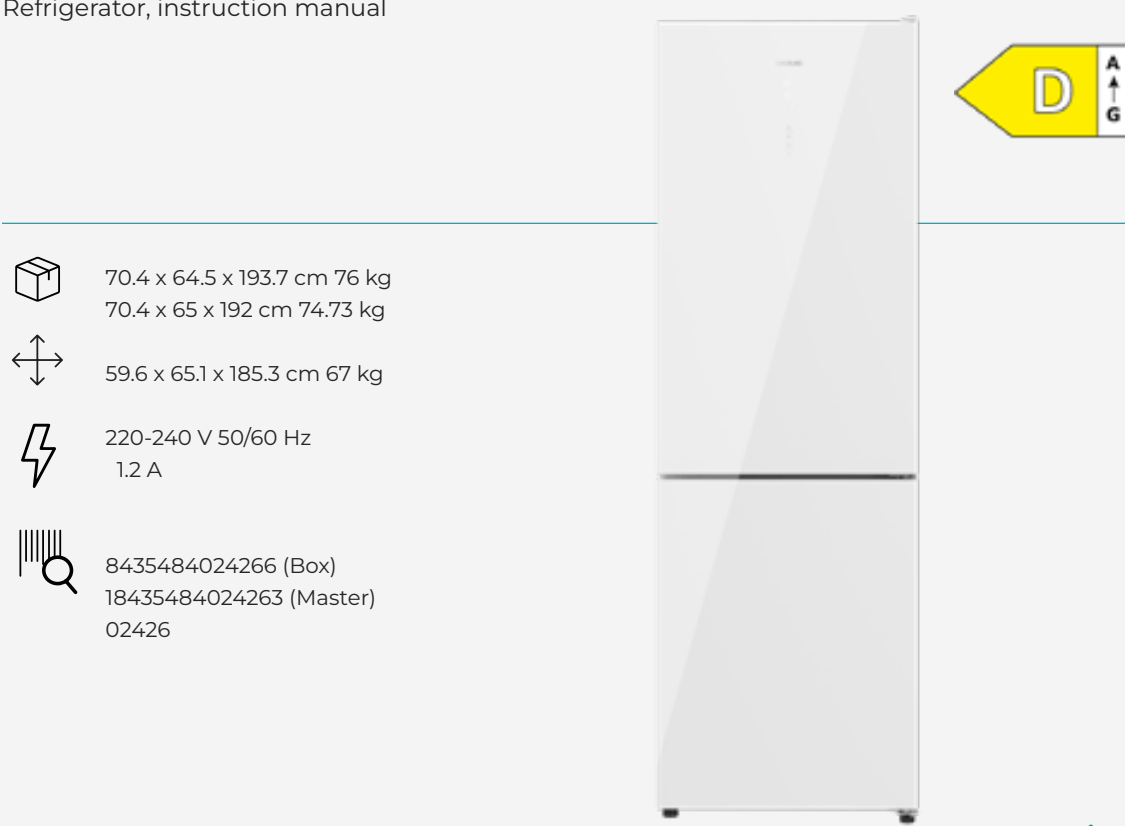 Refrigerator, instruction manual
D
A
G
70.4 x 64.5 x 193.7 cm 76 kg
70.4 x 65 x 192 cm 74.73 kg
59.6 x 65.1 x 185.3 cm 67 kg
220-240 V 50/60 Hz
1.2 A
8435484024266 (Box)
18435484024263 (Master)
02426